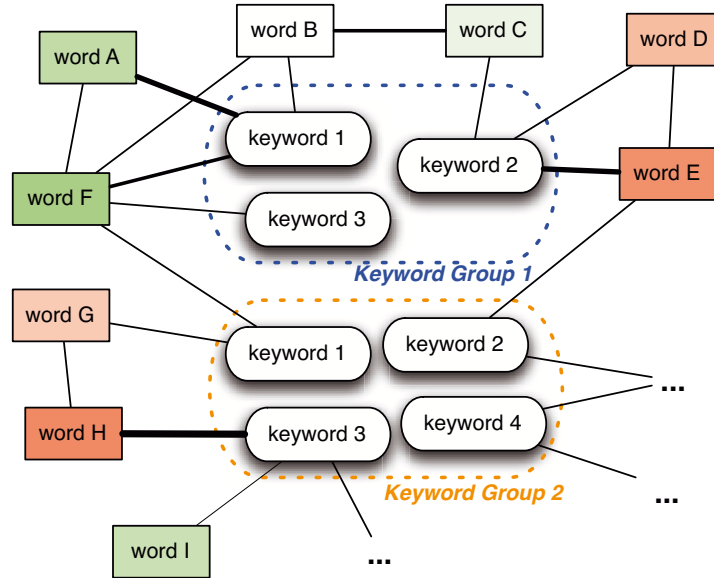 word B
word C
word D
word A
keyword 1
keyword 2
word E
word F
keyword 3
Keyword Group 1
word G
keyword 1
keyword 2
...
word H
keyword 3
keyword 4
Keyword Group 2
...
word I
...